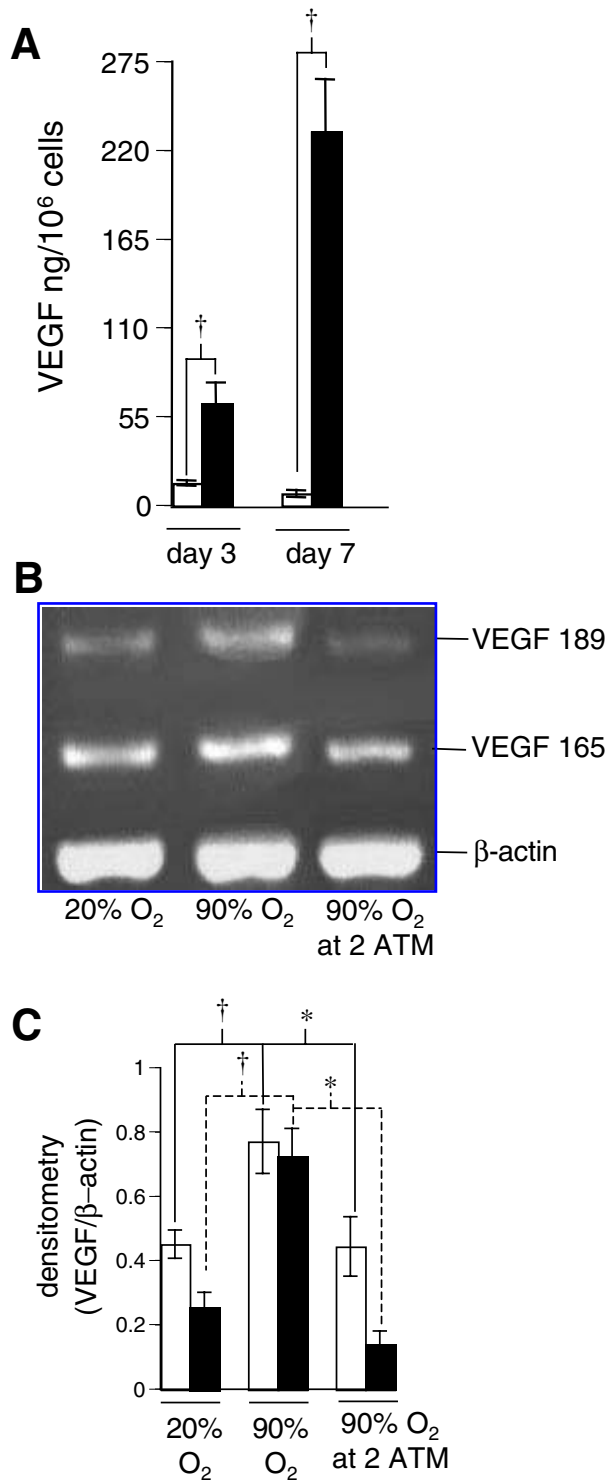 A
†
275
220
165
110
55
0
VEGF ng/10⁶ cells
†
day 3
day 7
B
VEGF 189
VEGF 165
β-actin
20% O₂
90% O₂
90% O₂
at 2 ATM
C
†
*
†
*
1
0.8
0.6
0.4
0.2
0
densitometry
(VEGF/β−actin)
20%
O₂
90%
O₂
90% O₂
at 2 ATM